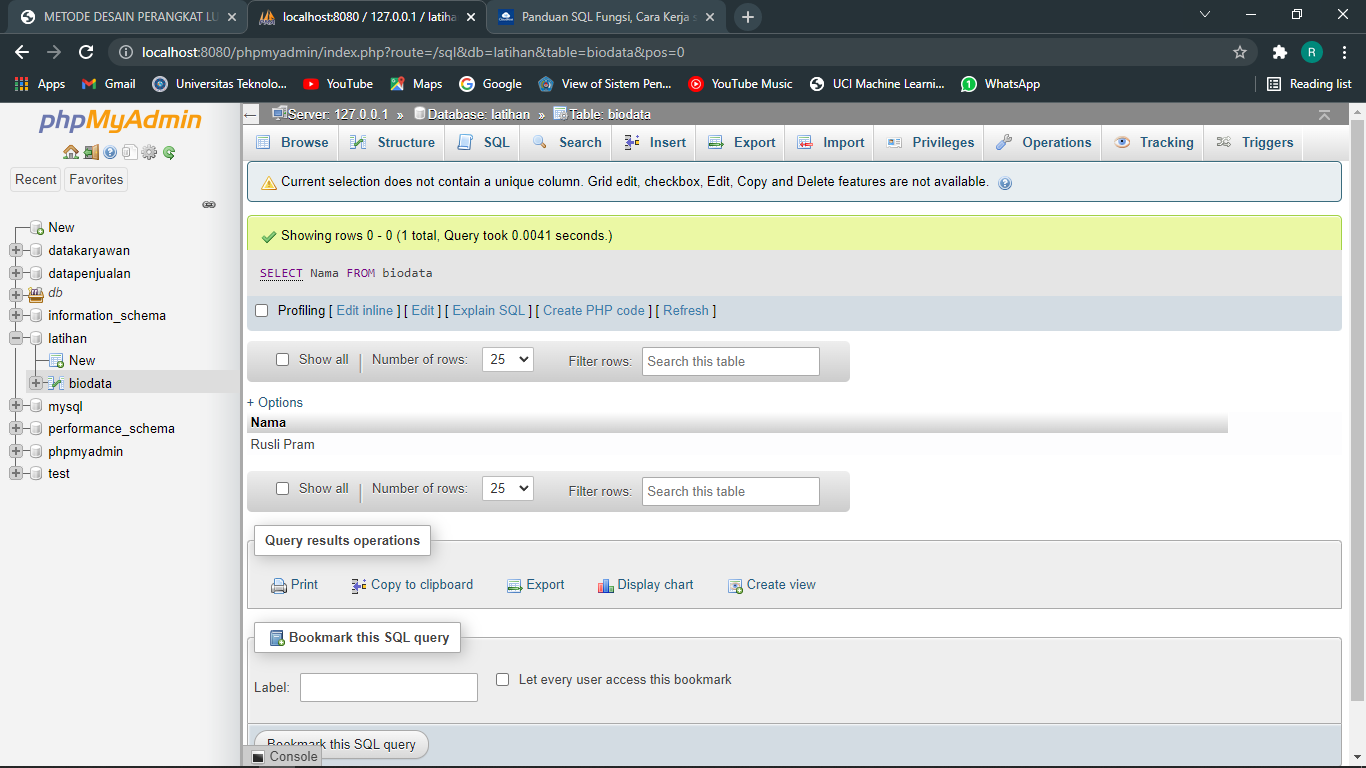 METODE DESAIN PERANGKAT LU
localhost:8080 / 127.0.0.1 / latiha
Panduan SQL Fungsi, Cara Kerja s
localhost:8080/phpmyadmin/index.php?route=/sql&db=latihan&table=biodata&pos=0
R
Apps
Gmail
Universitas Teknolo...
YouTube
Maps
Google
View of Sistem Pen...
YouTube Music
UCI Machine Learni...
WhatsApp
Reading list
phpMyAdmin
Recent
Favorites
New
datakaryawan
datapenjualan
db
information_schema
latihan
New
biodata
mysql
performance_schema
phpmyadmin
test
Server: 127.0.0.1 » Database: latihan » Table: biodata
Browse
Structure
SQL
Search
Insert
Export
Import
Privileges
Operations
Tracking
Triggers
Current selection does not contain a unique column. Grid edit, checkbox, Edit, Copy and Delete features are not available.
Showing rows 0 - 0 (1 total, Query took 0.0041 seconds.)
SELECT Nama FROM biodata
Profiling [ Edit inline ] [ Edit ] [ Explain SQL ] [ Create PHP code ] [ Refresh ]
Show all | Number of rows: 25 Filter rows: Search this table
+ Options
Nama
Rusli Pram
Show all | Number of rows: 25 Filter rows: Search this table
Query results operations
Print
Copy to clipboard
Export
Display chart
Create view
Bookmark this SQL query
Label:
Let every user access this bookmark
Bookmark this SQL query
Console